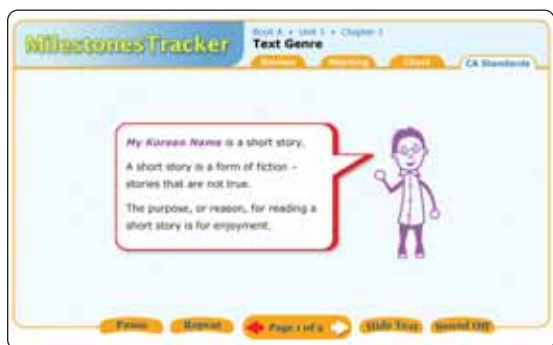 MilestonesTracker
Book A • Unit 1 • Chapter 1
Text Genre
Review Reading Chart CA Standards
My Korean Name is a short story.
A short story is a form of fiction –
stories that are not true.
The purpose, or reason, for reading a
short story is for enjoyment.
Pause Repeat Page 1 of 9 Hide Text Sound Off